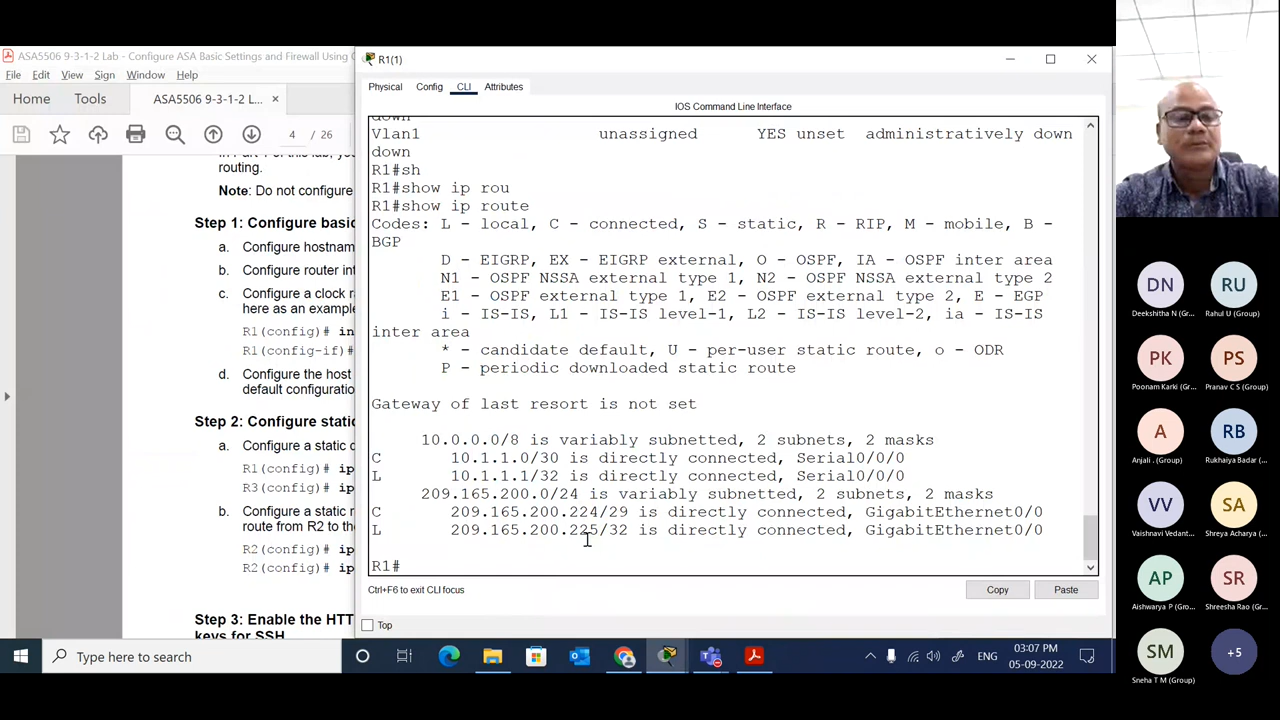 ASA5506 9-3-1-2 Lab - Configure ASA Basic Settings and Firewall Using
File Edit View Sign Window Help
Home Tools ASA5506 9-3-1-2 L... ×
4 / 26
routing.
Note: Do not configure
Step 1: Configure basi
a. Configure hostnam
b. Configure router int
c. Configure a clock r
here as an example
R1(config)# in
R1(config-if)#
d. Configure the host
default configuration
Step 2: Configure stati
a. Configure a static d
R1(config)# ip
R3(config)# ip
b. Configure a static
route from R2 to the
R2(config)# ip
R2(config)# ip
Step 3: Enable the HTT
keys for SSH
R1(1)
Physical Config CLI Attributes
IOS Command Line Interface
down
Vlan1 unassigned YES unset administratively down
down
R1#sh
R1#show ip rou
R1#show ip route
Codes: L - local, C - connected, S - static, R - RIP, M - mobile, B -
BGP
D - EIGRP, EX - EIGRP external, O - OSPF, IA - OSPF inter area
N1 - OSPF NSSA external type 1, N2 - OSPF NSSA external type 2
E1 - OSPF external type 1, E2 - OSPF external type 2, E - EGP
i - IS-IS, L1 - IS-IS level-1, L2 - IS-IS level-2, ia - IS-IS
inter area
* - candidate default, U - per-user static route, o - ODR
P - periodic downloaded static route
Gateway of last resort is not set
10.0.0.0/8 is variably subnetted, 2 subnets, 2 masks
C 10.1.1.0/30 is directly connected, Serial0/0/0
L 10.1.1.1/32 is directly connected, Serial0/0/0
209.165.200.0/24 is variably subnetted, 2 subnets, 2 masks
C 209.165.200.224/29 is directly connected, GigabitEthernet0/0
L 209.165.200.225/32 is directly connected, GigabitEthernet0/0
R1#
Ctrl+F6 to exit CLI focus
Copy Paste
Top
Type here to search
ENG
03:07 PM
05-09-2022
DN RU
Deekshitha N (Gr... Rahul U (Group)
PK PS
Poonam Karki (Gr... Pranav C S (Group)
A RB
Anjali . (Group) Rukhaiya Badar (Gr...
VV SA
Vaishnavi Vedant... Shreya Acharya (G...
AP SR
Aishwarya P (Gro... Shreesha Rao (Gr...
SM +5
Sneha T M (Group)